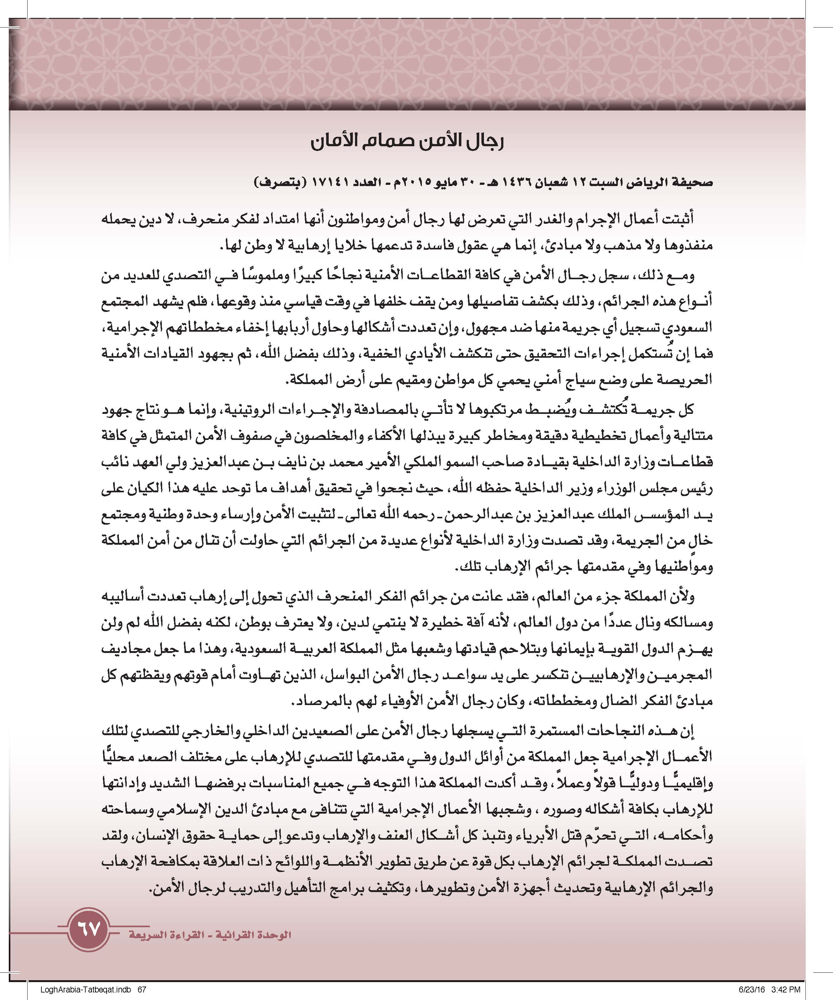 رجال الأمن صمام الأمان
صحيفة الرياض السبت ١٢ شعبان ١٤٣٦ هـ - ٣٠ مايو ٢٠١٥م - العدد ١٧١٤١ (بتصرف)
أثبتت أعمال الإجرام والغدر التي تعرض لها رجال أمن ومواطنون أنها امتداد لفكر منحرف، لا دين يحمله
منفذوها ولا مذهب ولا مبادئ، إنما هي عقول فاسدة تدعمها خلايا إرهابية لا وطن لها.
ومع ذلك، سجل رجال الأمن في كافة القطاعات الأمنية نجاحًا كبيرًا وملموسًا في التصدي للعديد من
أنواع هذه الجرائم، وذلك بكشف تفاصيلها ومن يقف خلفها في وقت قياسي منذ وقوعها، فلم يشهد المجتمع
السعودي تسجيل أي جريمة منها ضد مجهول، وإن تعددت أشكالها وحاول أربابها إخفاء مخططاتهم الإجرامية،
فما إن تُستكمل إجراءات التحقيق حتى تنكشف الأيادي الخفية، وذلك بفضل الله، ثم بجهود القيادات الأمنية
الحريصة على وضع سياج أمني يحمي كل مواطن ومقيم على أرض المملكة.
كل جريمة تُكتشف ويُضبط مرتكبوها لا تأتي بالمصادفة والإجراءات الروتينية، وإنما هو نتاج جهود
متتالية وأعمال تخطيطية دقيقة ومخاطر كبيرة يبذلها الأكفاء والمخلصون في صفوف الأمن المتمثل في كافة
قطاعات وزارة الداخلية بقيادة صاحب السمو الملكي الأمير محمد بن نايف بن عبدالعزيز ولي العهد نائب
رئيس مجلس الوزراء وزير الداخلية حفظه الله، حيث نجحوا في تحقيق أهداف ما توحد عليه هذا الكيان على
يد المؤسس الملك عبدالعزيز بن عبدالرحمن ـ رحمه الله تعالى ـ لتثبيت الأمن وإرساء وحدة وطنية ومجتمع
خالٍ من الجريمة، وقد تصدت وزارة الداخلية لأنواع عديدة من الجرائم التي حاولت أن تنال من أمن المملكة
ومواطنيها وفي مقدمتها جرائم الإرهاب تلك.
ولأن المملكة جزء من العالم، فقد عانت من جرائم الفكر المنحرف الذي تحول إلى إرهاب تعددت أساليبه
ومسالكه ونال عددًا من دول العالم، لأنه آفة خطيرة لا ينتمي لدين، ولا يعترف بوطن، لكنه بفضل الله لم ولن
يهزم الدول القوية بإيمانها وبتلاحم قيادتها وشعبها مثل المملكة العربية السعودية، وهذا ما جعل مجاديف
المجرمين والإرهابيين تنكسر على يد سواعد رجال الأمن البواسل، الذين تهاوت أمام قوتهم ويقظتهم كل
مبادئ الفكر الضال ومخططاته، وكان رجال الأمن الأوفياء لهم بالمرصاد.
إن هذه النجاحات المستمرة التي يسجلها رجال الأمن على الصعيدين الداخلي والخارجي للتصدي لتلك
الأعمال الإجرامية جعل المملكة من أوائل الدول وفي مقدمتها للتصدي للإرهاب على مختلف الصعد محليًّا
وإقليميًّا ودوليًّا قولاً وعملاً، وقد أكدت المملكة هذا التوجه في جميع المناسبات برفضها الشديد وإدانتها
للإرهاب بكافة أشكاله وصوره ، وشجبها الأعمال الإجرامية التي تتنافى مع مبادئ الدين الإسلامي وسماحته
وأحكامه، التي تحرّم قتل الأبرياء وتنبذ كل أشكال العنف والإرهاب وتدعو إلى حماية حقوق الإنسان، ولقد
تصدت المملكة لجرائم الإرهاب بكل قوة عن طريق تطوير الأنظمة واللوائح ذات العلاقة بمكافحة الإرهاب
والجرائم الإرهابية وتحديث أجهزة الأمن وتطويرها، وتكثيف برامج التأهيل والتدريب لرجال الأمن.
الوحدة القرائية - القراءة السريعة
٦٧
LoghArabia-Tatbeqat.indb 67
6/23/16 3:42 PM